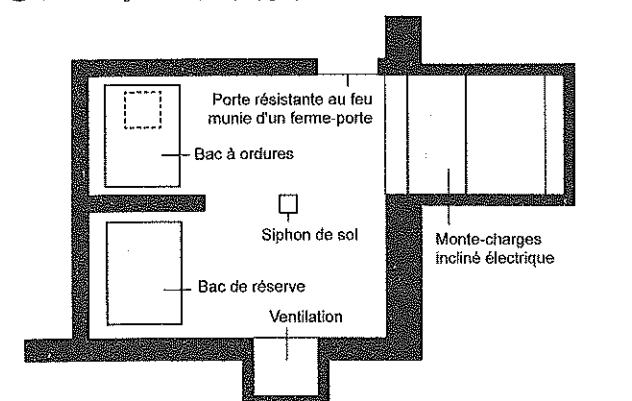 Porte résistante au feu
munie d'un ferme-porte
Bac à ordures
Siphon de sol
Monte-charges
incliné électrique
Bac de réserve
Ventilation